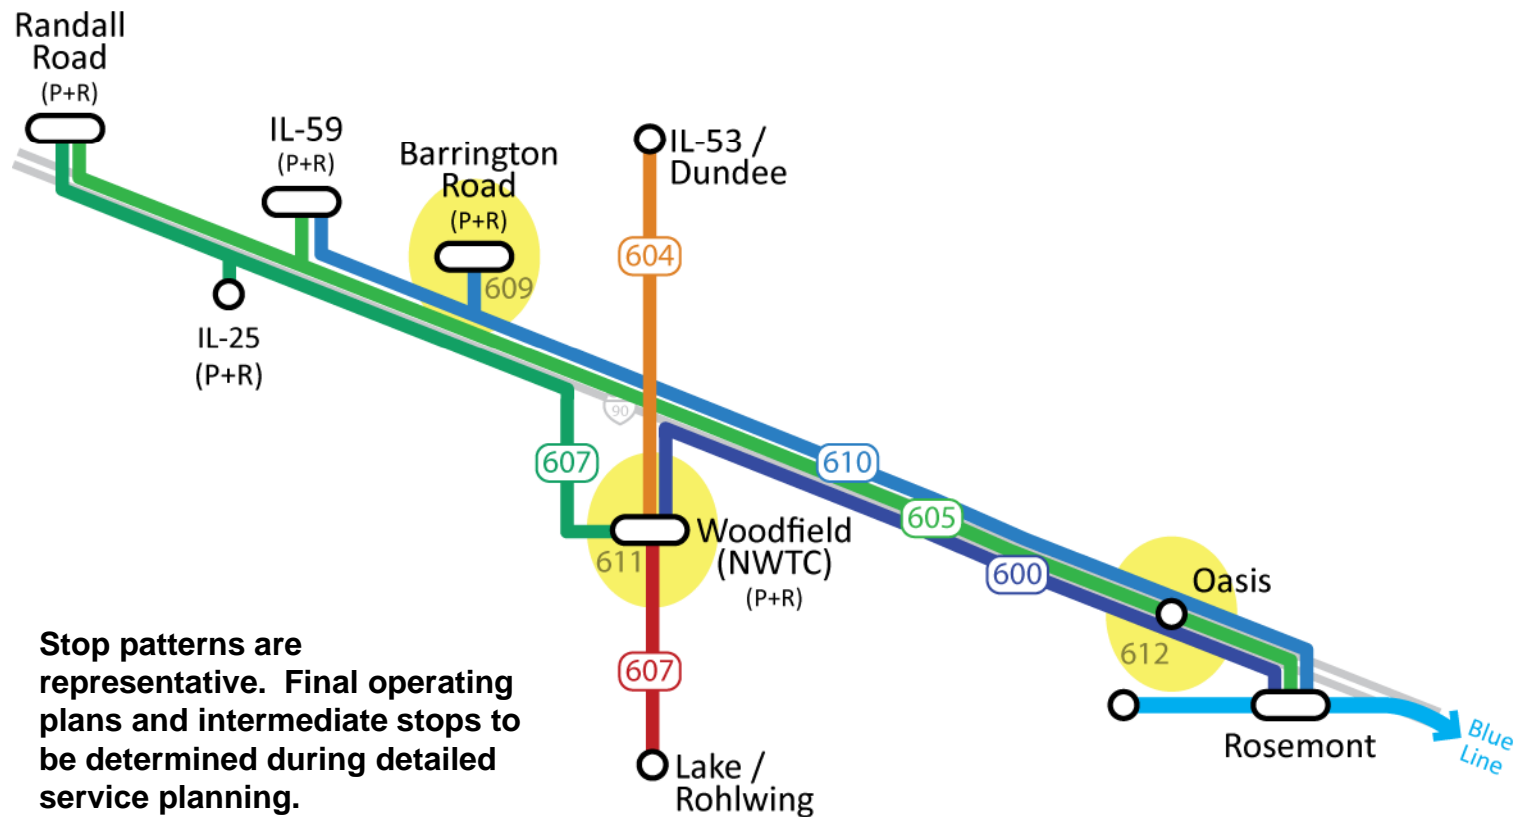 Randall
Road
(P+R)
IL-59
(P+R)
Barrington
Road
(P+R)
609
IL-53 /
Dundee
604
IL-25
(P+R)
90
607
610
605
600
Woodfield
(NWTC)
(P+R)
611
Oasis
612
607
Rosemont
Blue
Line
Lake /
Rohlwing
Stop patterns are
representative.  Final operating
plans and intermediate stops to
be determined during detailed
service planning.